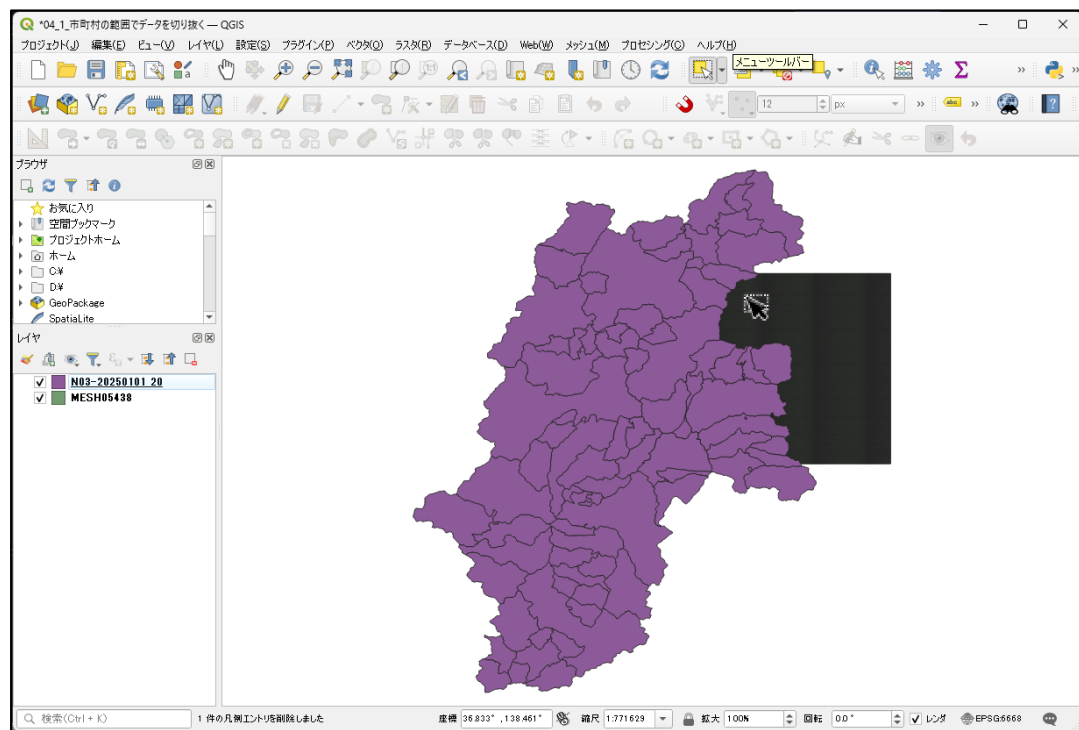 *04_1_市町村の範囲でデータを切り抜く — QGIS
プロジェクト(J) 編集(E) ビュー(V) レイヤ(L) 設定(S) プラグイン(P) ベクタ(O) ラスタ(R) データベース(D) Web(W) メッシュ(M) プロセシング(C) ヘルプ(H)
メニューツールバー
12 px
abc
ブラウザ
お気に入り
空間ブックマーク
プロジェクトホーム
ホーム
C:¥
D:¥
GeoPackage
SpatiaLite
レイヤ
N03-20250101_20
MESH05438
検索(Ctrl + K) 1 件の凡例エントリを削除しました 座標 36.833° ,138.461° 縮尺 1:771629 拡大 100% 回転 0.0 ° レンダ EPSG:6668